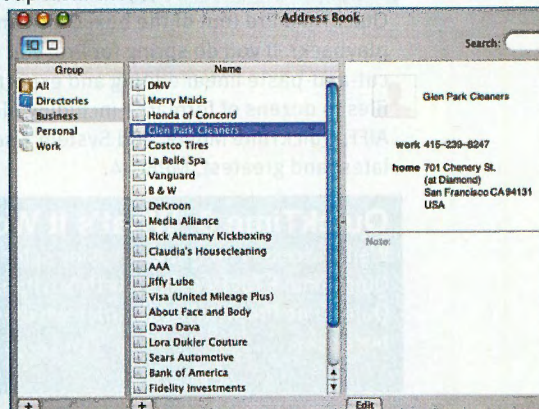 Address Book
Search:
Group
All
Directories
Business
Personal
Work
Name
DMV
Merry Maids
Honda of Concord
Glen Park Cleaners
Costco Tires
La Belle Spa
Vanguard
B & W
DeKroon
Media Alliance
Rick Alemany Kickboxing
Claudia's Housecleaning
AAA
Jiffy Lube
Visa (United Mileage Plus)
About Face and Body
Dava Dava
Lora Dukler Couture
Sears Automotive
Bank of America
Fidelity Investments
Glen Park Cleaners
work 415-239-8247
home 701 Chenery St.
(at Diamond)
San Francisco CA 94131
USA
Note:
Edit